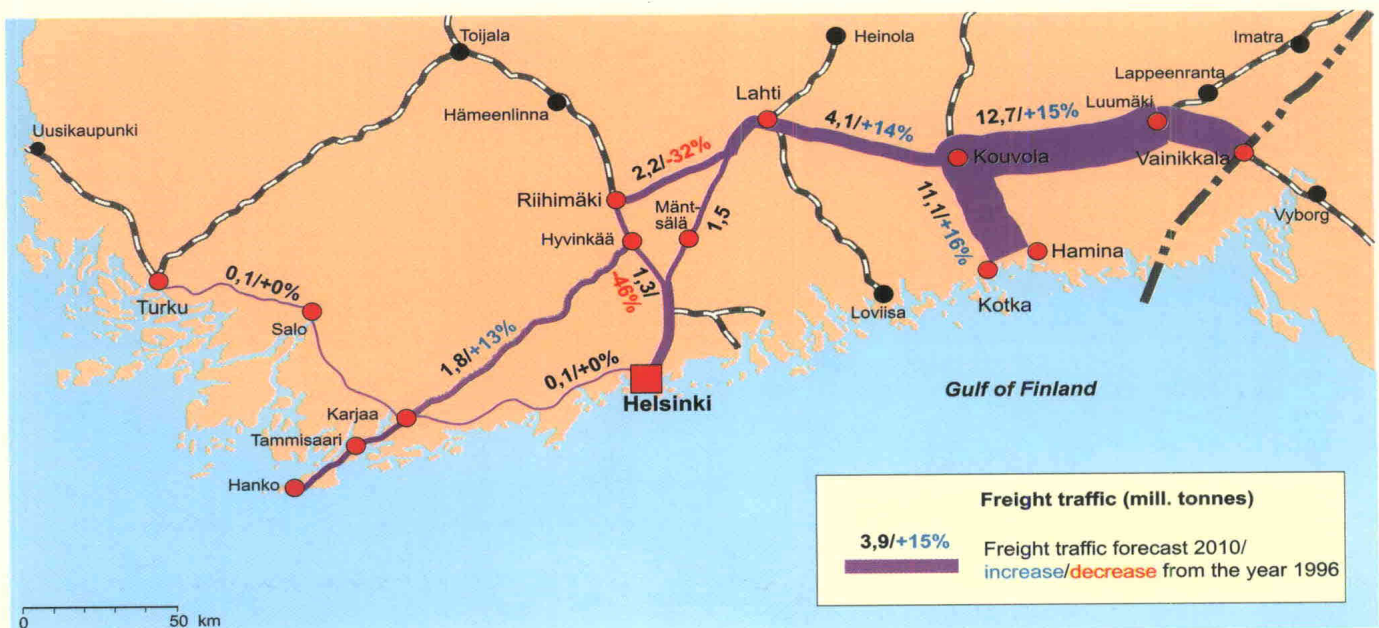 Toijala
Heinola
Imatra
Lappeenranta
Lahti
Luumäki
Hämeenlinna
4,1/+14%
12,7/+15%
Uusikaupunki
Kouvola
Vainikkala
2,2/-32%
Riihimäki
Mänt-
sälä
1,5
11,1/+16%
Vyborg
Hyvinkää
Hamina
0,1/+0%
1,3/
-46%
Kotka
Turku
Salo
Loviisa
1,8/+13%
0,1/+0%
Gulf of Finland
Helsinki
Karjaa
Tammisaari
Hanko
Freight traffic (mill. tonnes)
3,9/+15%
Freight traffic forecast 2010/
increase/decrease from the year 1996
0
50 km